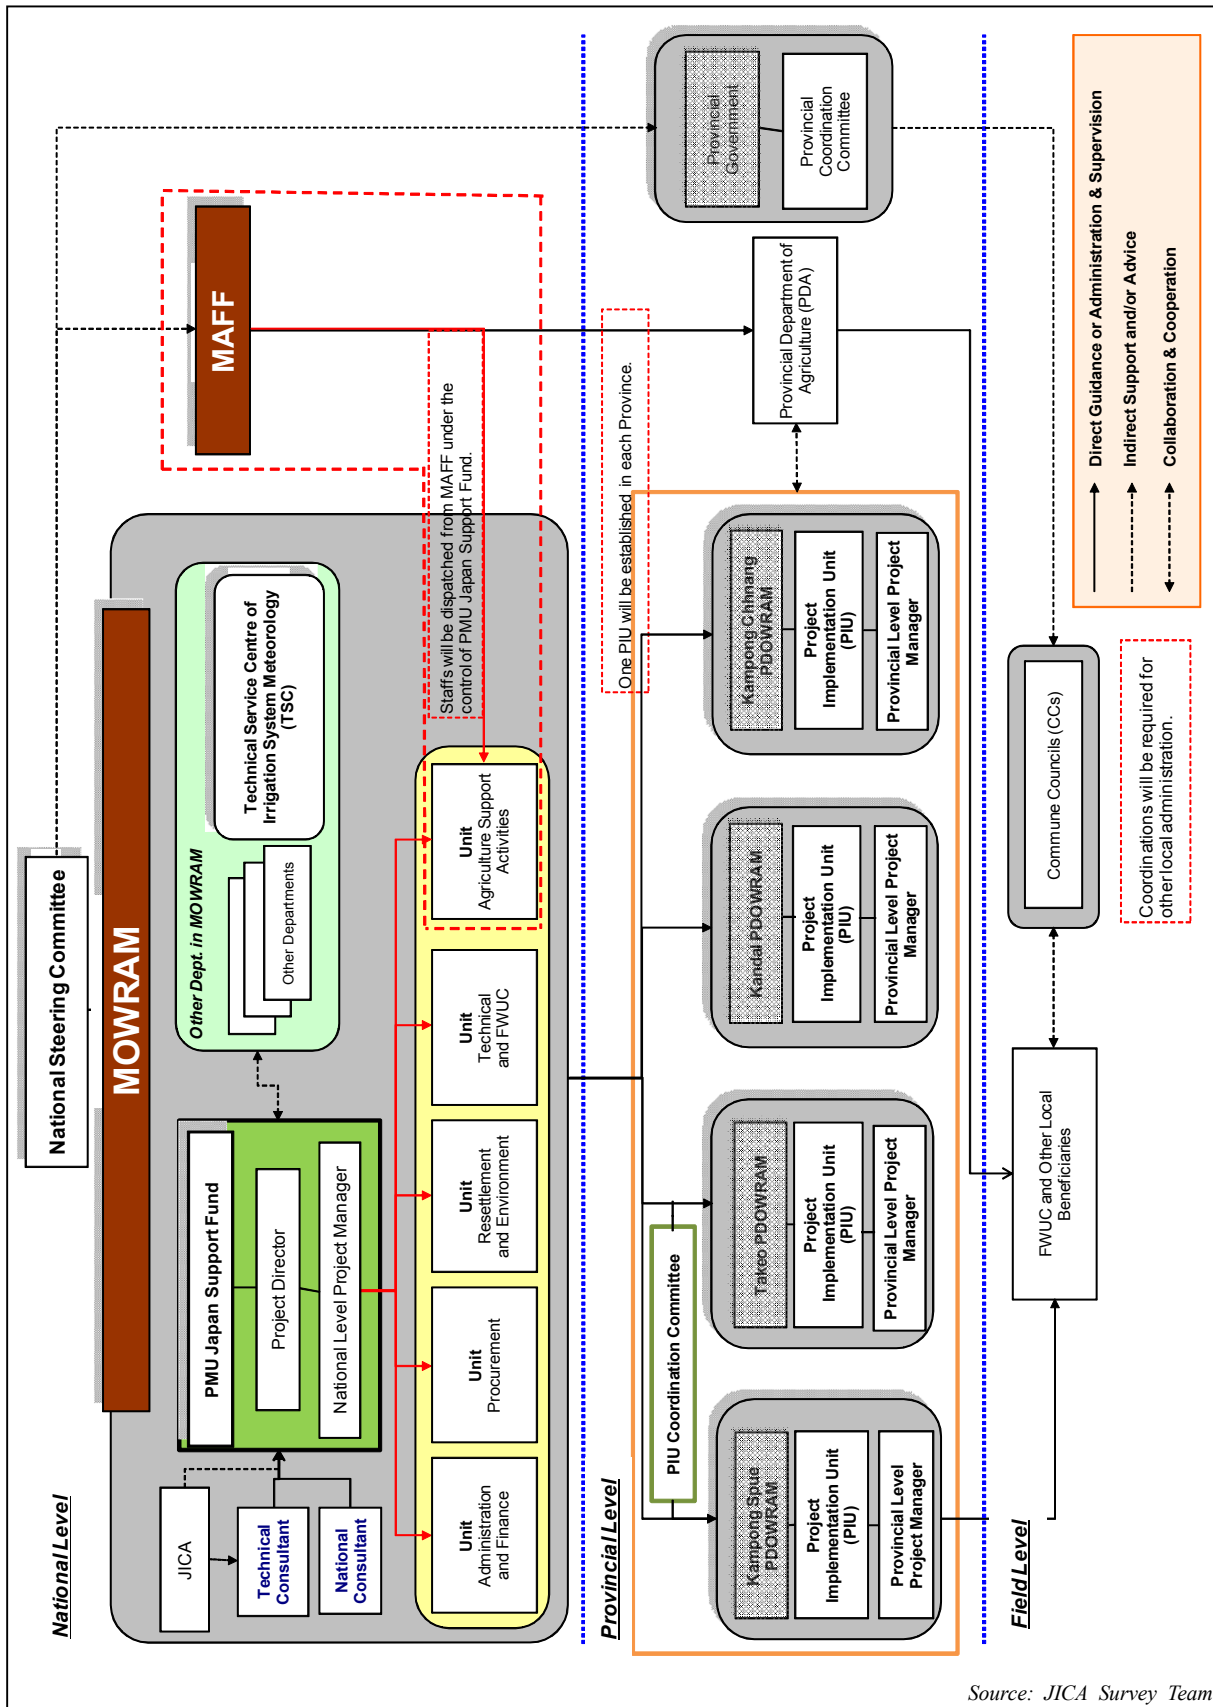 National Level
National Steering Committee
MOWRAM
MAFF
JICA
Technical
Consultant
National
Consultant
PMU Japan Support Fund
Project Director
National Level Project Manager
Other Dept. in MOWRAM
Other Departments
Technical Service Centre of
Irrigation System Meteorology
(TSC)
Unit
Administration
and Finance
Unit
Procurement
Unit
Resettlement
and Environment
Unit
Technical
and FWUC
Unit
Agriculture Support
Activities
Staffs will be dispatched from MAFF under the
control of PMU Japan Support Fund.
Provincial Level
One PIU will be established in each Province.
PIU Coordination Committee
Kampong Spue
PDOWRAM
Project
Implementation Unit
(PIU)
Provincial Level
Project Manager
Takeo PDOWRAM
Project
Implementation Unit
(PIU)
Provincial Level Project
Manager
Kandal PDOWRAM
Project
Implementation Unit
(PIU)
Provincial Level Project
Manager
Kampong Chhnang
PDOWRAM
Project
Implementation Unit
(PIU)
Provincial Level Project
Manager
Provincial Department of
Agriculture (PDA)
Provincial
Government
Provincial
Coordination
Committee
Field Level
FWUC and Other Local
Beneficiaries
Commune Councils (CCs)
Coordinations will be required for
other local administration.
Direct Guidance or Administration & Supervision
Indirect Support and/or Advice
Collaboration & Cooperation
Source: JICA Survey Team